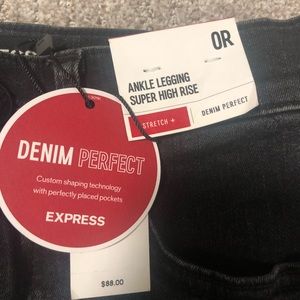 OR
ANKLE LEGGING
SUPER HIGH RISE
STRETCH +
DENIM PERFECT
DENIM PERFECT
Custom shaping technology
with perfectly placed pockets
EXPRESS
$88.00